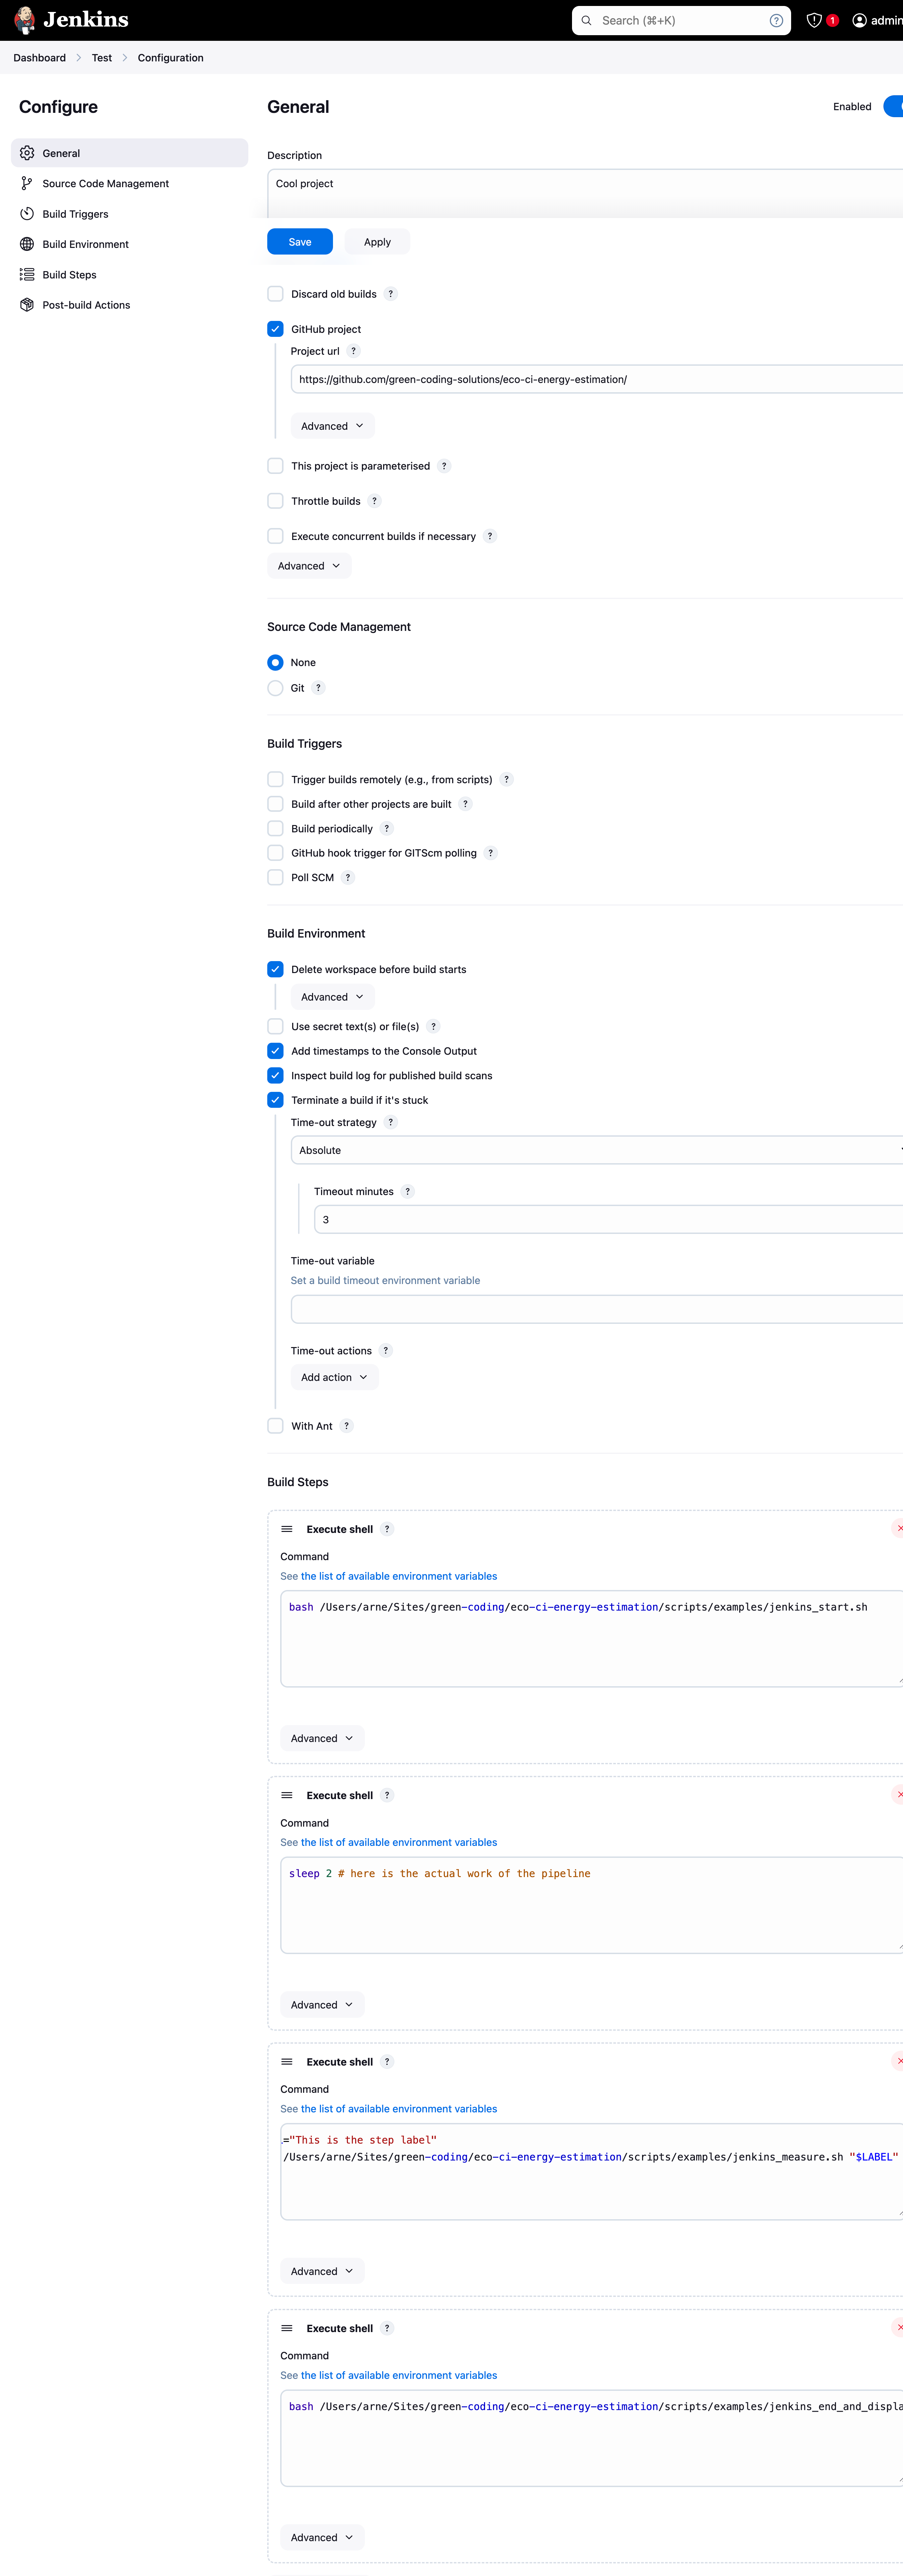 Jenkins
Search (⌘+K)
?
1
admin
Dashboard > Test > Configuration
Configure
General
Source Code Management
Build Triggers
Build Environment
Build Steps
Post-build Actions
General
Enabled
Description
Cool project
Save
Apply
Discard old builds ?
GitHub project
Project url ?
https://github.com/green-coding-solutions/eco-ci-energy-estimation/
Advanced
This project is parameterised ?
Throttle builds ?
Execute concurrent builds if necessary ?
Advanced
Source Code Management
None
Git ?
Build Triggers
Trigger builds remotely (e.g., from scripts) ?
Build after other projects are built ?
Build periodically ?
GitHub hook trigger for GITScm polling ?
Poll SCM ?
Build Environment
Delete workspace before build starts
Advanced
Use secret text(s) or file(s) ?
Add timestamps to the Console Output
Inspect build log for published build scans
Terminate a build if it's stuck
Time-out strategy ?
Absolute
Timeout minutes ?
3
Time-out variable
Set a build timeout environment variable
Time-out actions ?
Add action
With Ant ?
Build Steps
Execute shell ?
Command
See the list of available environment variables
bash /Users/arne/Sites/green-coding/eco-ci-energy-estimation/scripts/examples/jenkins_start.sh
Advanced
Execute shell ?
Command
See the list of available environment variables
sleep 2 # here is the actual work of the pipeline
Advanced
Execute shell ?
Command
See the list of available environment variables
="This is the step label"
/Users/arne/Sites/green-coding/eco-ci-energy-estimation/scripts/examples/jenkins_measure.sh "$LABEL"
Advanced
Execute shell ?
Command
See the list of available environment variables
bash /Users/arne/Sites/green-coding/eco-ci-energy-estimation/scripts/examples/jenkins_end_and_displa
Advanced